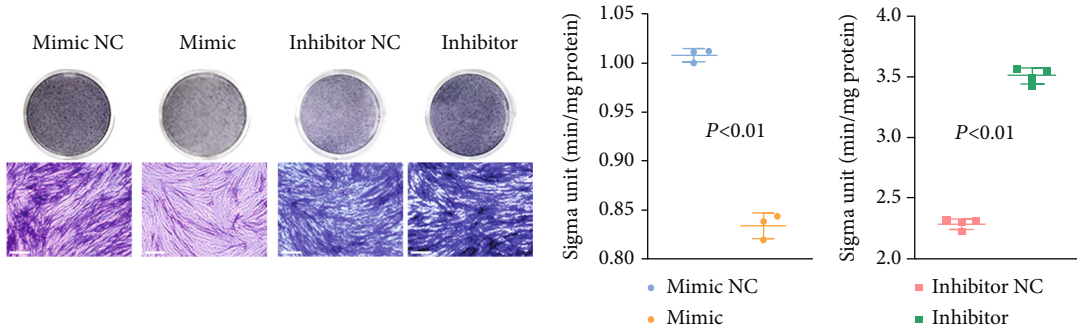 Mimic NC Mimic Inhibitor NC Inhibitor
Sigma unit (min/mg protein)
1.05
1.00
0.95
0.90
0.85
0.80
P<0.01
Mimic NC
Mimic
Sigma unit (min/mg protein)
4.0
3.5
3.0
2.5
2.0
P<0.01
Inhibitor NC
Inhibitor